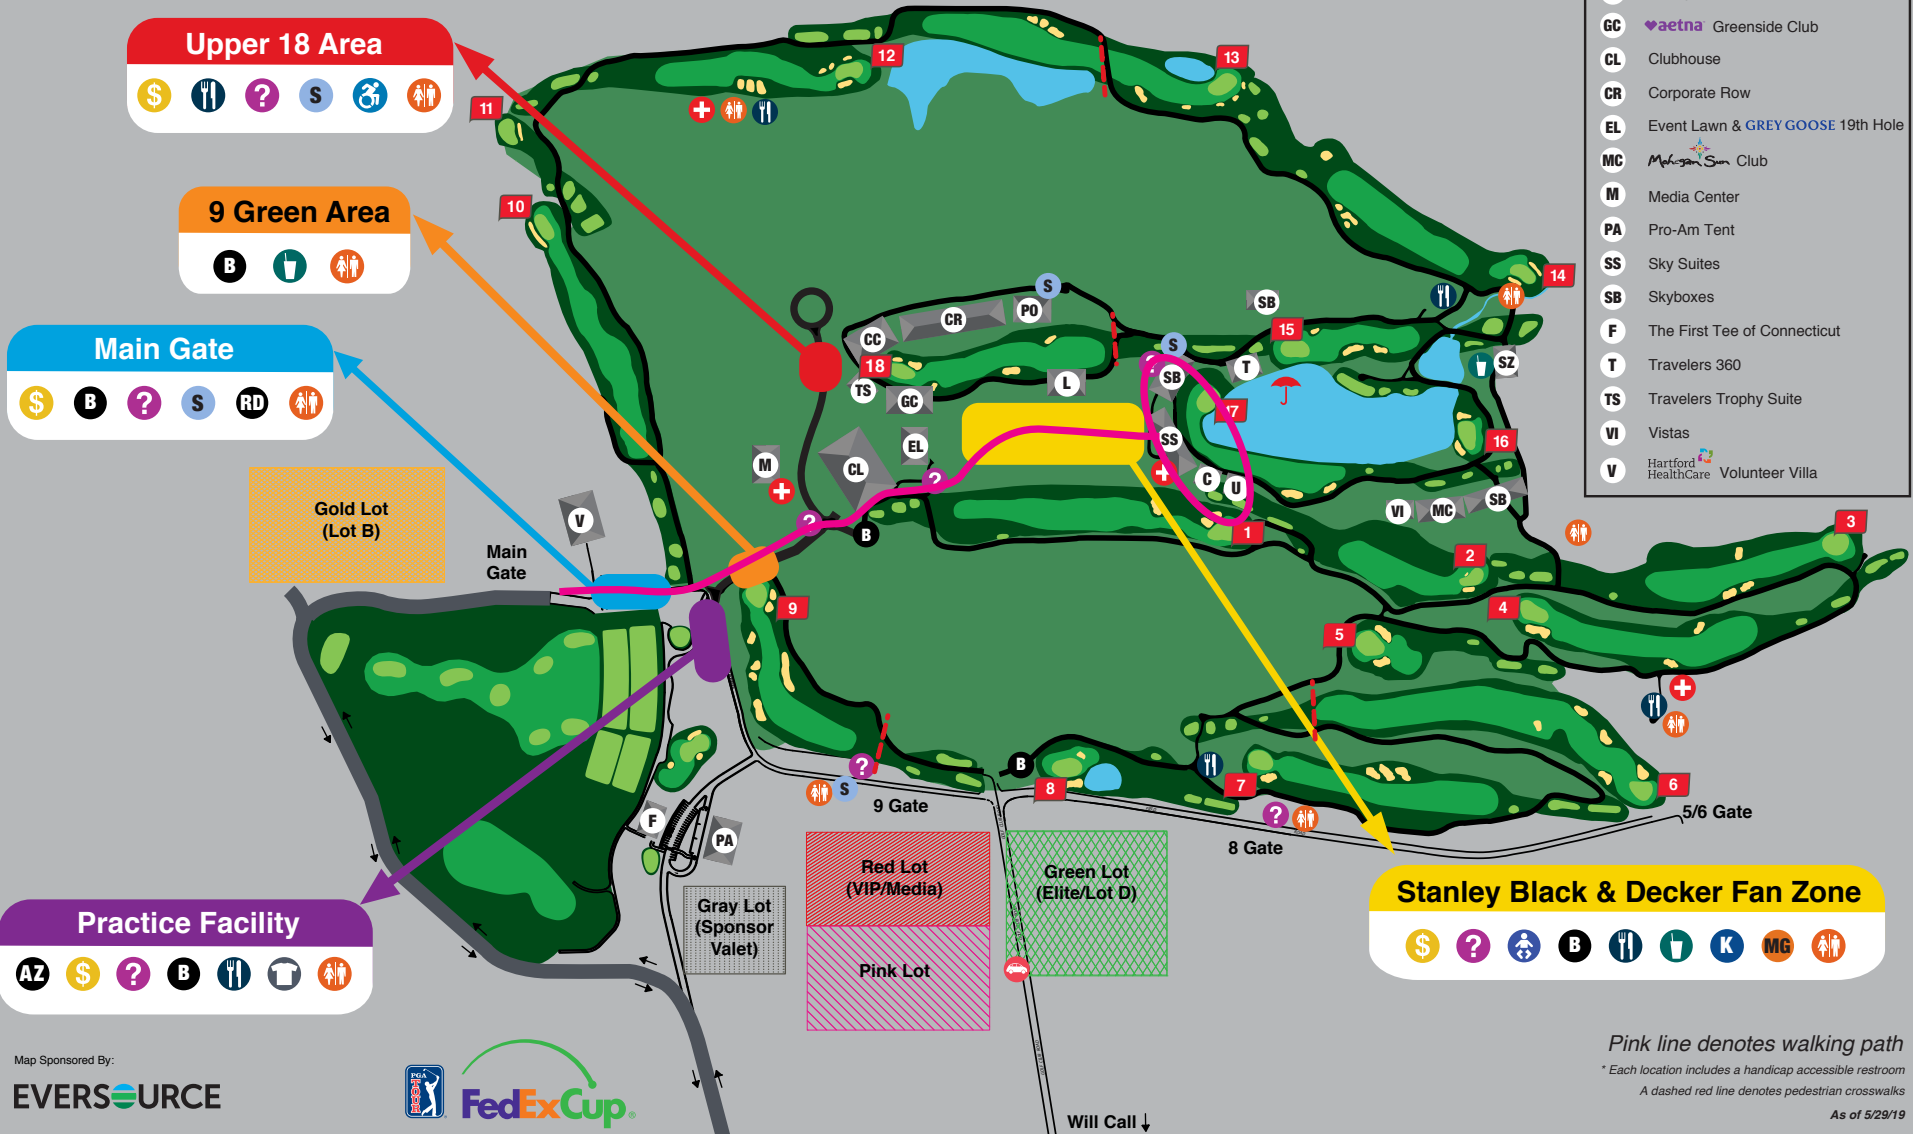 Upper 18 Area
$ ? S
9 Green Area
B
Main Gate
$ B ? S RD
Gold Lot
(Lot B)
Main
Gate
V
11
12
13
10
14
S
SB
CR
PO
CC
15
18
S
?
SB
T
SZ
TS
GC
L
17
EL
SS
16
M
CL
C
U
?
?
B
VI
MC
SB
1
2
3
4
5
9
?
S
9 Gate
B
8
7
6
5/6 Gate
?
8 Gate
F
PA
Red Lot
(VIP/Media)
Green Lot
(Elite/Lot D)
Gray Lot
(Sponsor
Valet)
Pink Lot
Practice Facility
AZ $ ? B
Stanley Black & Decker Fan Zone
$ ? B K MG
GC aetna Greenside Club
CL Clubhouse
CR Corporate Row
EL Event Lawn & GREY GOOSE 19th Hole
MC Mohegan Sun Club
M Media Center
PA Pro-Am Tent
SS Sky Suites
SB Skyboxes
F The First Tee of Connecticut
T Travelers 360
TS Travelers Trophy Suite
VI Vistas
V Hartford HealthCare Volunteer Villa
Map Sponsored By:
EVERSOURCE
PGA TOUR
FedExCup®
Will Call
Pink line denotes walking path
* Each location includes a handicap accessible restroom
A dashed red line denotes pedestrian crosswalks
As of 5/29/19